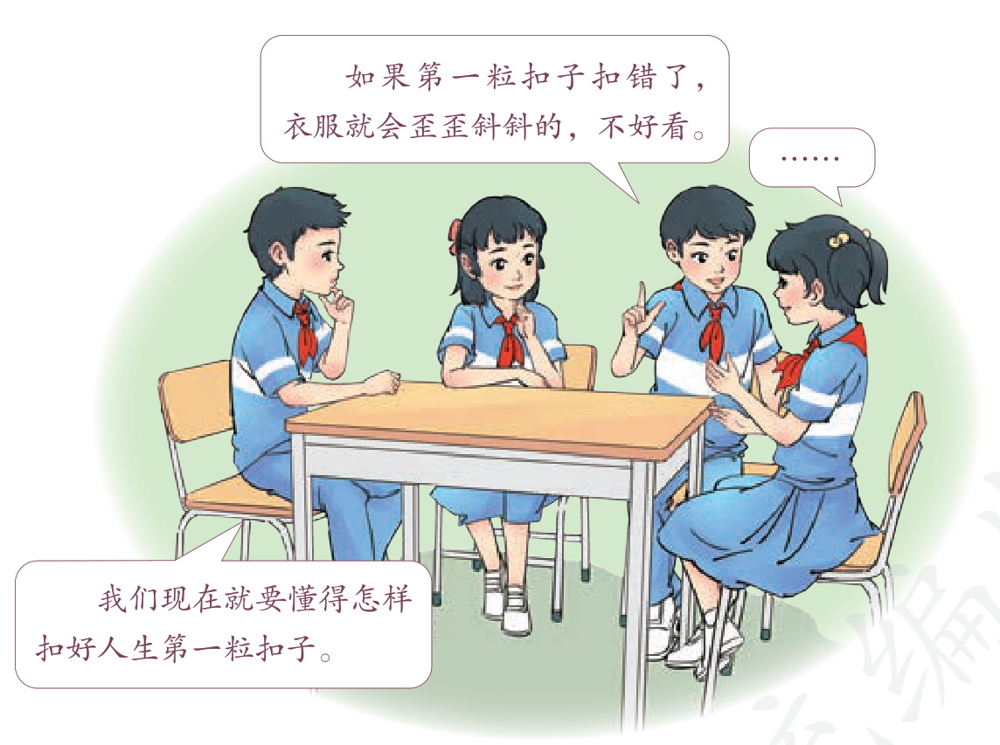 如果第一粒扣子扣错了，
衣服就会歪歪斜斜的，不好看。
……
我们现在就要懂得怎样
扣好人生第一粒扣子。
编